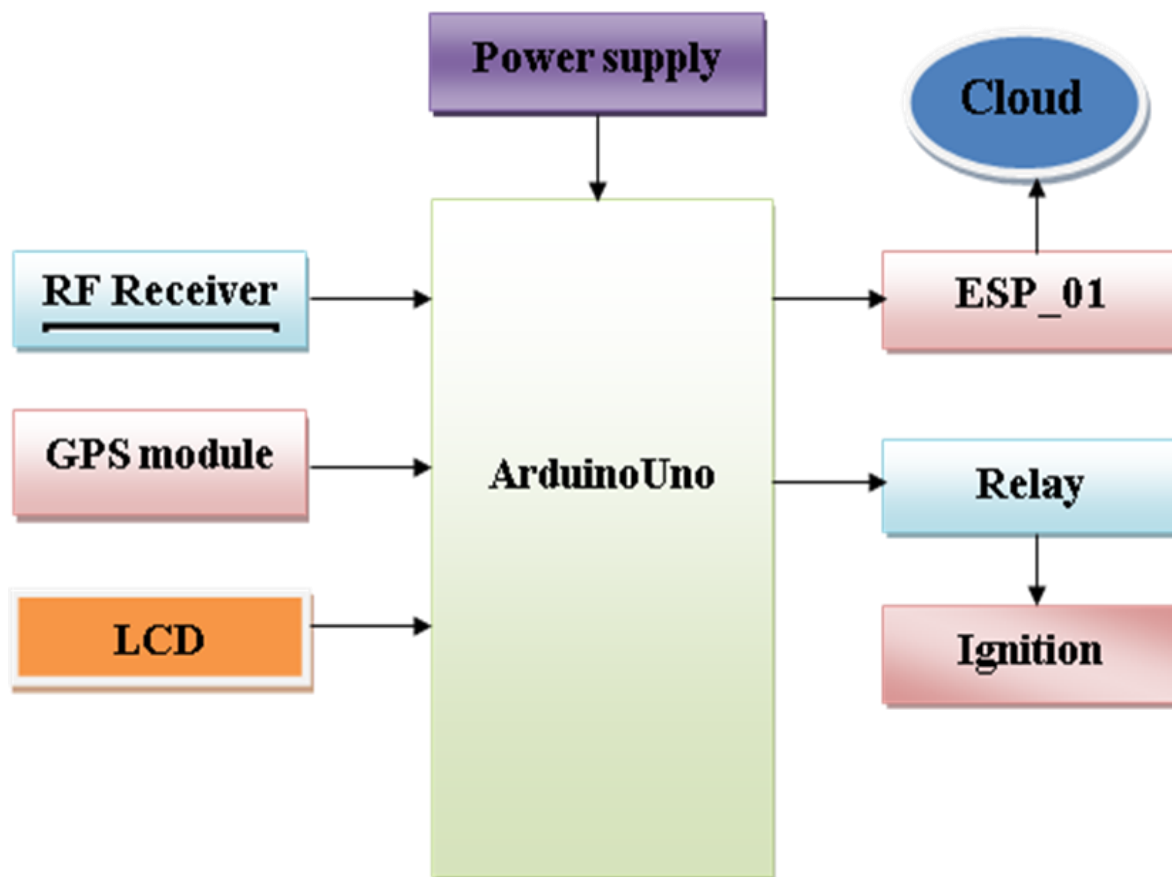 Power supply
Cloud
RF Receiver
ESP_01
GPS module
ArduinoUno
Relay
LCD
Ignition